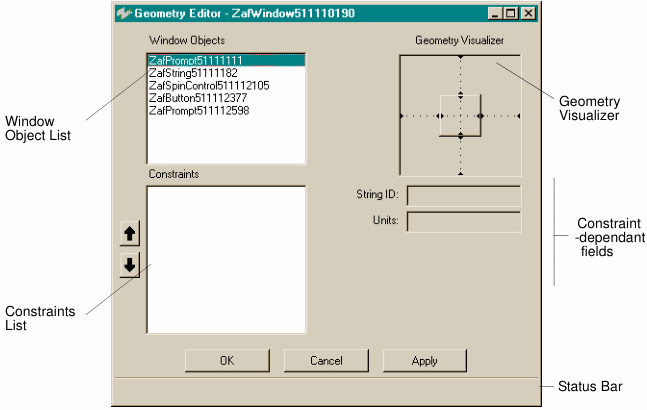 Geometry Editor - ZafWindow511110190
Window Objects
Geometry Visualizer
ZafPrompt51111111
ZafString51111182
ZafSpinControl511112105
ZafButton511112377
ZafPrompt511112598
Window
Object List
Geometry
Visualizer
Constraints
String ID:
Units:
Constraint
-dependant
fields
Constraints
List
OK
Cancel
Apply
Status Bar